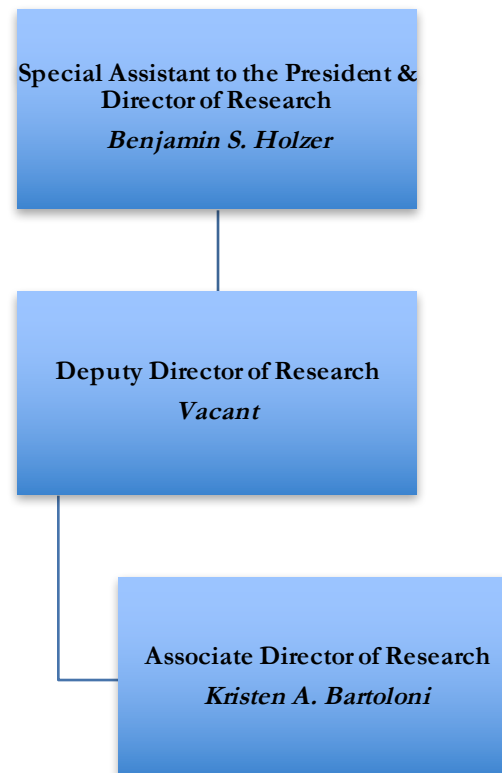 Special Assistant to the President &
Director of Research
Benjamin S. Holzer
Deputy Director of Research
Vacant
Associate Director of Research
Kristen A. Bartoloni